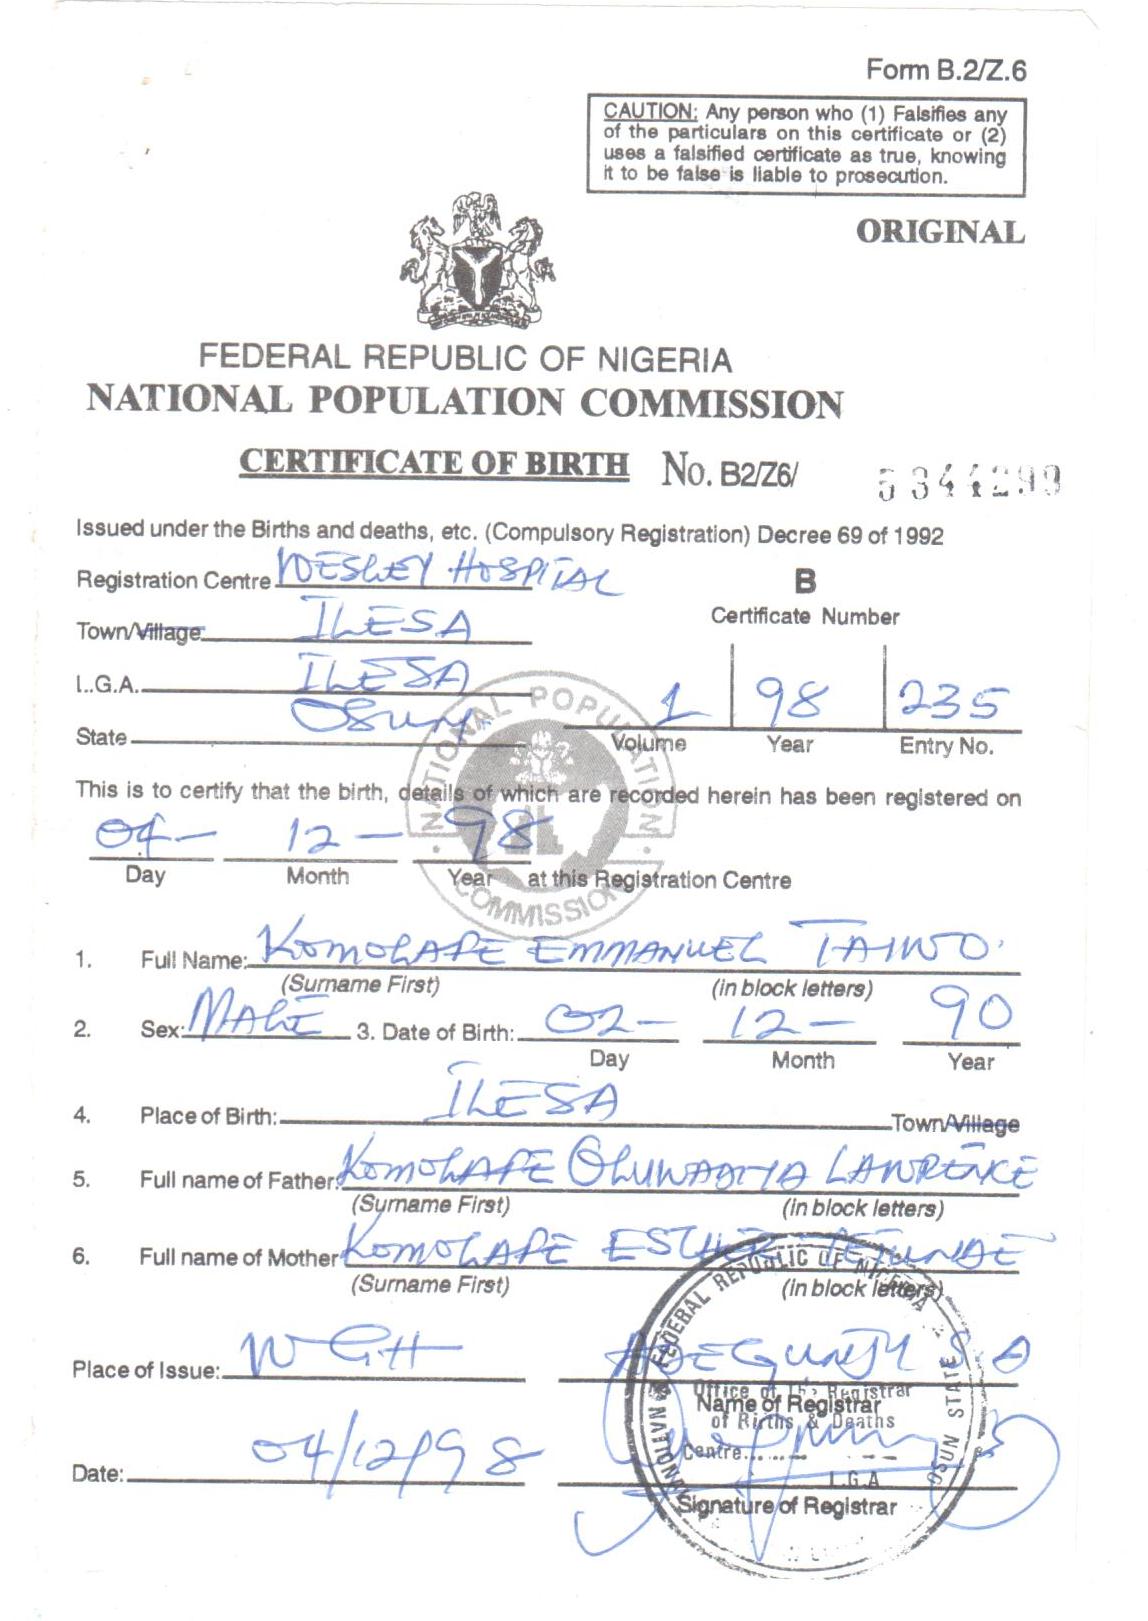 Form B.2/Z.6
CAUTION: Any person who (1) Falsifies any
of the particulars on this certificate or (2)
uses a falsified certificate as true, knowing
it to be false is liable to prosecution.
ORIGINAL
FEDERAL REPUBLIC OF NIGERIA
NATIONAL POPULATION COMMISSION
CERTIFICATE OF BIRTH No. B2/Z6/ 5344299
Issued under the Births and deaths, etc. (Compulsory Registration) Decree 69 of 1992
Registration Centre WESLEY HOSPITAL
B
Certificate Number
Town/Village ILESA
L.G.A. ILESA
State OSUN
1 98 235
Volume Year Entry No.
NATIONAL POPULATION COMMISSION
This is to certify that the birth, details of which are recorded herein has been registered on
04 - 12 - 98
Day Month Year at this Registration Centre
1. Full Name: KOMOLAFE EMMANUEL TAIWO.
(Surname First) (in block letters)
2. Sex: MALE 3. Date of Birth: 02 - 12 - 90
Day Month Year
4. Place of Birth: ILESA Town/Village
5. Full name of Father: KOMOLAFE LAWRENCE
(Surname First) (in block letters)
6. Full name of Mother KOMOLAFE ESTHER
(Surname First) (in block letters)
Place of Issue: WGH
Name of Registrar
Date: 04/12/98
Signature of Registrar
FEDERAL REPUBLIC OF NIGERIA
OSUN STATE
Office of The Registrar
of Births & Deaths
Centre
L.G.A